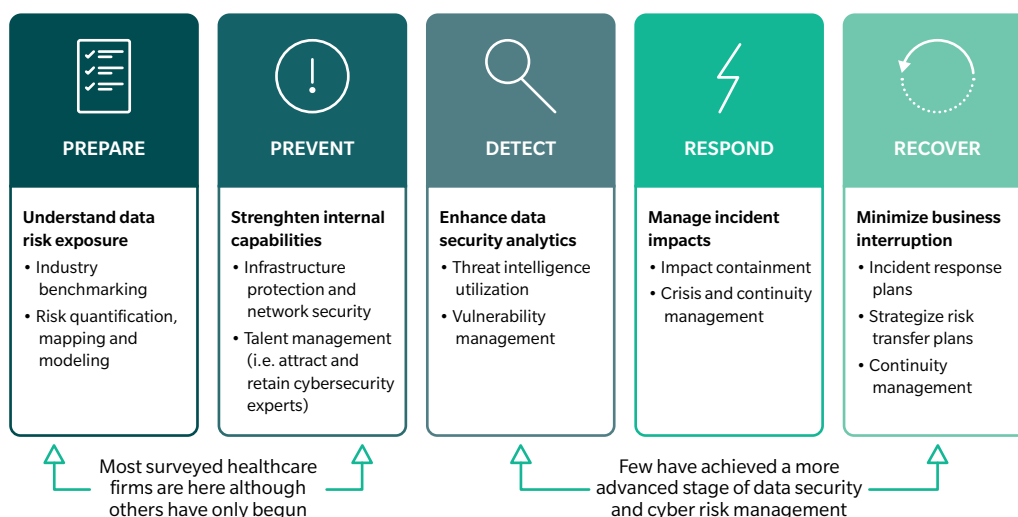 PREPARE
Understand data
risk exposure
• Industry
benchmarking
• Risk quantification,
mapping and
modeling
PREVENT
Strenghten internal
capabilities
• Infrastructure
protection and
network security
• Talent management
(i.e. attract and
retain cybersecurity
experts)
DETECT
Enhance data
security analytics
• Threat intelligence
utilization
• Vulnerability
management
RESPOND
Manage incident
impacts
• Impact containment
• Crisis and continuity
management
RECOVER
Minimize business
interruption
• Incident response
plans
• Strategize risk
transfer plans
• Continuity
management
Most surveyed healthcare
firms are here although
others have only begun
Few have achieved a more
advanced stage of data security
and cyber risk management